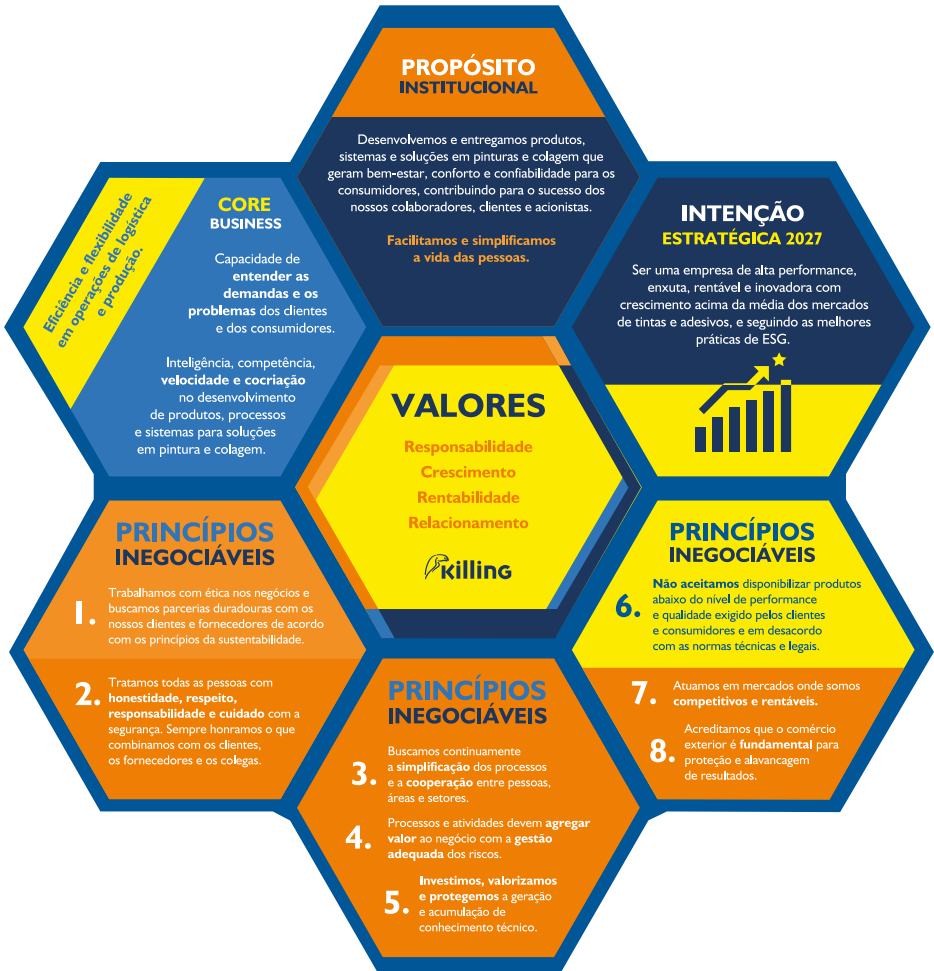 PROPÓSITO
INSTITUCIONAL
Desenvolvemos e entregamos produtos,
sistemas e soluções em pinturas e colagem que
geram bem-estar, conforto e confiabilidade para os
consumidores, contribuindo para o sucesso dos
nossos colaboradores, clientes e acionistas.
Facilitamos e simplificamos
a vida das pessoas.
Eficiência e flexibilidade
em operações de logística
e produção.
CORE
BUSINESS
Capacidade de
entender as
demandas e os
problemas dos clientes
e dos consumidores.
Inteligência, competência,
velocidade e cocriação
no desenvolvimento
de produtos, processos
e sistemas para soluções
em pintura e colagem.
INTENÇÃO
ESTRATÉGICA 2027
Ser uma empresa de alta performance,
enxuta, rentável e inovadora com
crescimento acima da média dos mercados
de tintas e adesivos, e seguindo as melhores
práticas de ESG.
VALORES
Responsabilidade
Crescimento
Rentabilidade
Relacionamento
Killing
PRINCÍPIOS
INEGOCIÁVEIS
1. Trabalhamos com ética nos negócios e
buscamos parcerias duradouras com os
nossos clientes e fornecedores de acordo
com os princípios da sustentabilidade.
2. Tratamos todas as pessoas com
honestidade, respeito,
responsabilidade e cuidado com a
segurança. Sempre honramos o que
combinamos com os clientes,
os fornecedores e os colegas.
PRINCÍPIOS
INEGOCIÁVEIS
3. Buscamos continuamente
a simplificação dos processos
e a cooperação entre pessoas,
áreas e setores.
4. Processos e atividades devem agregar
valor ao negócio com a gestão
adequada dos riscos.
5. Investimos, valorizamos
e protegemos a geração
e acumulação de
conhecimento técnico.
PRINCÍPIOS
INEGOCIÁVEIS
6. Não aceitamos disponibilizar produtos
abaixo do nível de performance
e qualidade exigido pelos clientes
e consumidores e em desacordo
com as normas técnicas e legais.
7. Atuamos em mercados onde somos
competitivos e rentáveis.
8. Acreditamos que o comércio
exterior é fundamental para
proteção e alavancagem
de resultados.